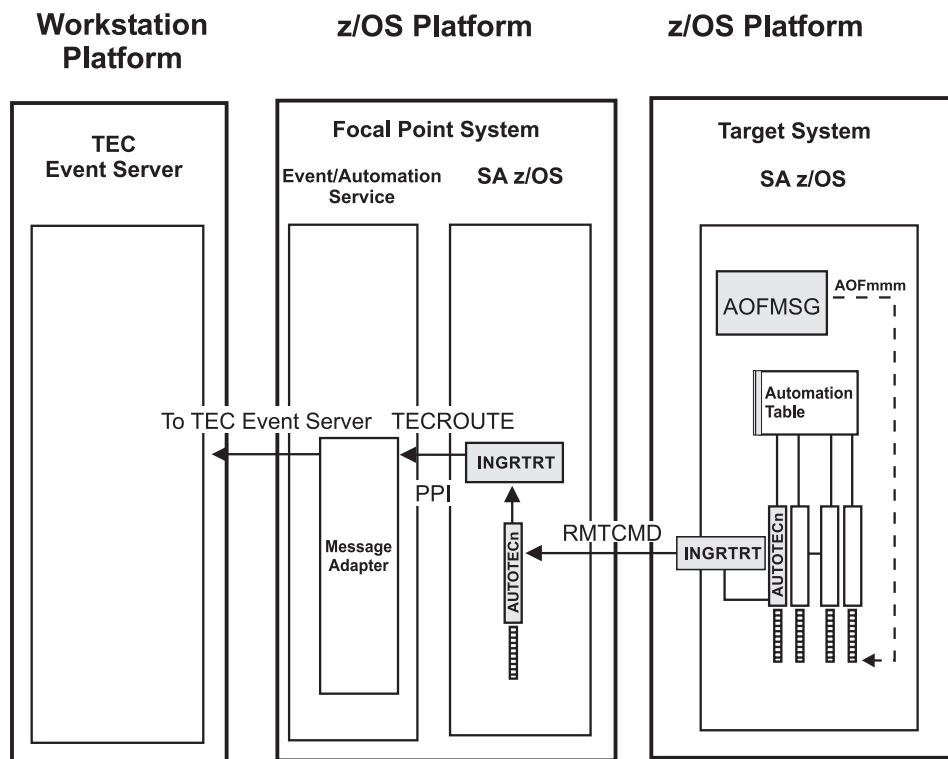 Workstation
Platform
z/OS Platform
z/OS Platform
TEC
Event Server
Focal Point System
Event/Automation
Service
SA z/OS
Target System
SA z/OS
AOFMSG
AOFmmm
Automation
Table
To TEC Event Server
TECROUTE
INGRTRT
PPI
Message
Adapter
AUTOTECn
RMTCMD
INGRTRT
AUTOTECn